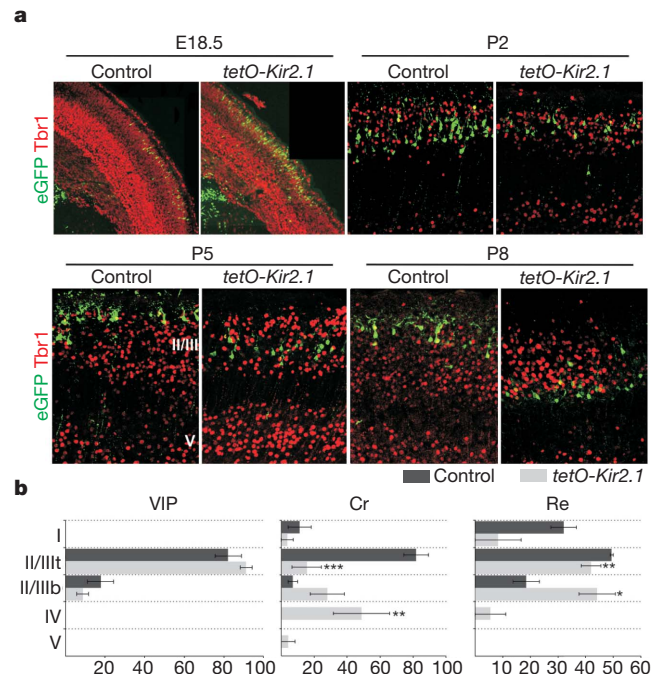 a
E18.5 P2
Control tetO-Kir2.1 Control tetO-Kir2.1
eGFP Tbr1
P5 P8
Control tetO-Kir2.1 Control tetO-Kir2.1
eGFP Tbr1
II/III
V
Control tetO-Kir2.1
b
VIP Cr Re
I
II/IIIt *** **
II/IIIb *
IV **
V
20 40 60 80 100 20 40 60 80 100 10 20 30 40 50 60